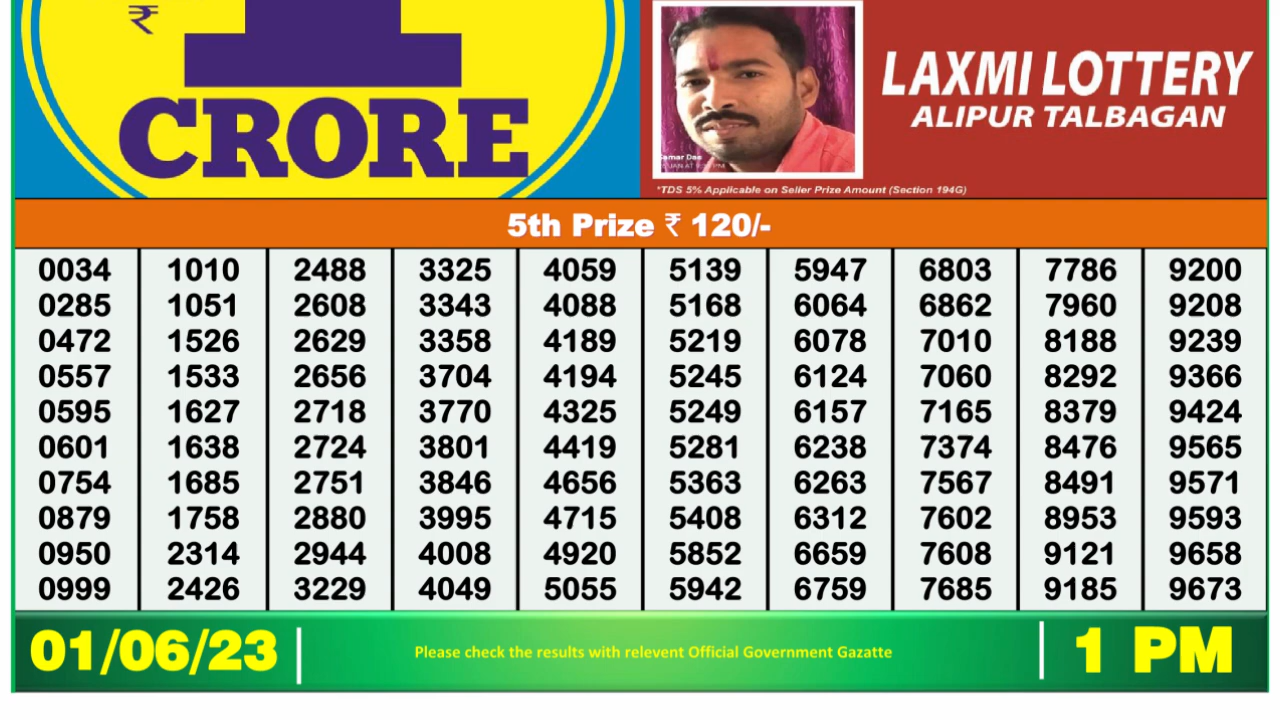 ₹
1
CRORE
LAXMI LOTTERY
ALIPUR TALBAGAN
*TDS 5% Applicable on Seller Prize Amount (Section 194G)
5th Prize ₹ 120/-
0034 1010 2488 3325 4059 5139 5947 6803 7786 9200
0285 1051 2608 3343 4088 5168 6064 6862 7960 9208
0472 1526 2629 3358 4189 5219 6078 7010 8188 9239
0557 1533 2656 3704 4194 5245 6124 7060 8292 9366
0595 1627 2718 3770 4325 5249 6157 7165 8379 9424
0601 1638 2724 3801 4419 5281 6238 7374 8476 9565
0754 1685 2751 3846 4656 5363 6263 7567 8491 9571
0879 1758 2880 3995 4715 5408 6312 7602 8953 9593
0950 2314 2944 4008 4920 5852 6659 7608 9121 9658
0999 2426 3229 4049 5055 5942 6759 7685 9185 9673
01/06/23
Please check the results with relevent Official Government Gazatte
1 PM